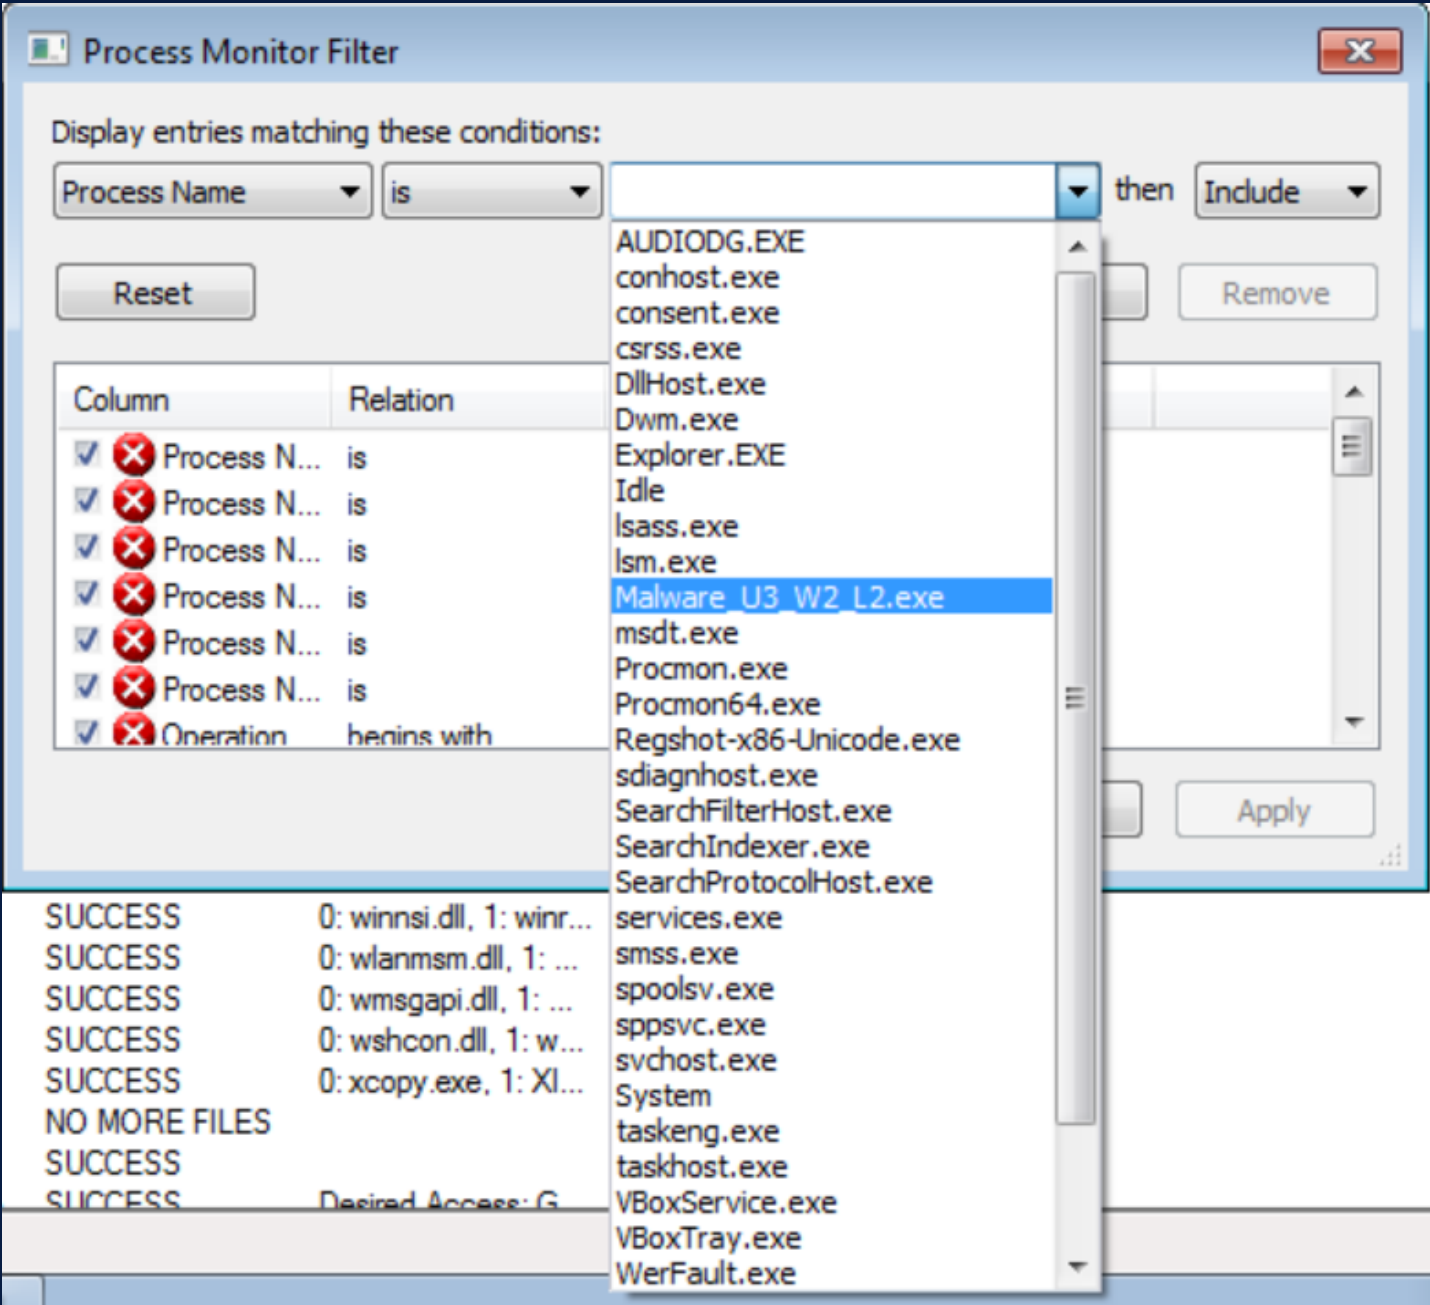 Process Monitor Filter
Display entries matching these conditions:
Process Name is then Include
Reset Remove
AUDIODG.EXE
conhost.exe
consent.exe
csrss.exe
DllHost.exe
Dwm.exe
Explorer.EXE
Idle
lsass.exe
lsm.exe
Malware_U3_W2_L2.exe
msdt.exe
Procmon.exe
Procmon64.exe
Regshot-x86-Unicode.exe
sdiagnhost.exe
SearchFilterHost.exe
SearchIndexer.exe
SearchProtocolHost.exe
services.exe
smss.exe
spoolsv.exe
sppsvc.exe
svchost.exe
System
taskeng.exe
taskhost.exe
VBoxService.exe
VBoxTray.exe
WerFault.exe
Column Relation
Process N... is
Process N... is
Process N... is
Process N... is
Process N... is
Process N... is
Operation begins with
Apply
SUCCESS 0: winnsi.dll, 1: winr...
SUCCESS 0: wlanmsm.dll, 1: ...
SUCCESS 0: wmsgapi.dll, 1: ...
SUCCESS 0: wshcon.dll, 1: w...
SUCCESS 0: xcopy.exe, 1: XI...
NO MORE FILES
SUCCESS
SUCCESS Desired Access: G